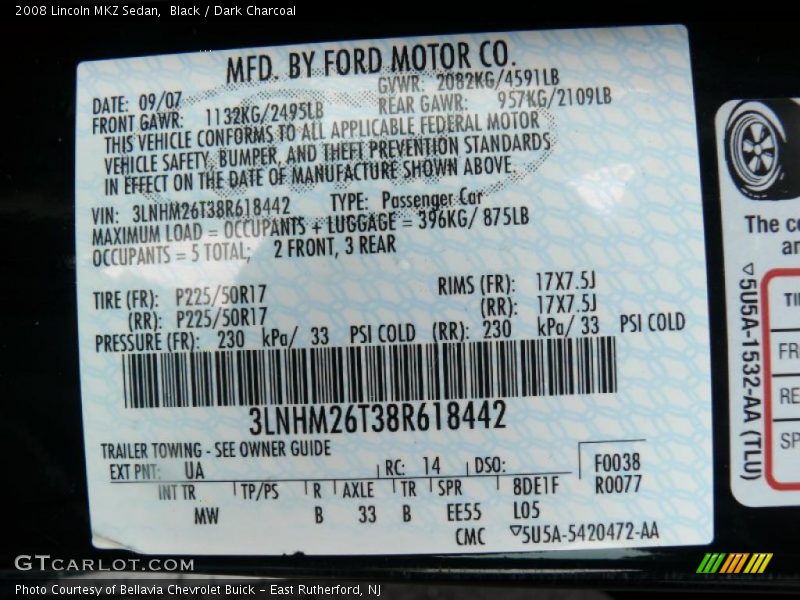 2008 Lincoln MKZ Sedan,  Black / Dark Charcoal
MFD. BY FORD MOTOR CO.
DATE: 09/07 GVWR: 2082KG/4591LB
FRONT GAWR: 1132KG/2495LB REAR GAWR: 957KG/2109LB
THIS VEHICLE CONFORMS TO ALL APPLICABLE FEDERAL MOTOR
VEHICLE SAFETY, BUMPER, AND THEFT PREVENTION STANDARDS
IN EFFECT ON THE DATE OF MANUFACTURE SHOWN ABOVE.
VIN: 3LNHM26T38R618442 TYPE: Passenger Car
MAXIMUM LOAD = OCCUPANTS + LUGGAGE = 396KG/ 875LB
OCCUPANTS = 5 TOTAL; 2 FRONT, 3 REAR
TIRE (FR): P225/50R17 RIMS (FR): 17X7.5J
(RR): P225/50R17 (RR): 17X7.5J
PRESSURE (FR): 230 kPa/ 33 PSI COLD (RR): 230 kPa/ 33 PSI COLD
3LNHM26T38R618442
TRAILER TOWING - SEE OWNER GUIDE
EXT PNT: UA RC: 14 DSO: F0038
INT TR TP/PS R AXLE TR SPR 8DE1F R0077
MW B 33 B EE55 L05
CMC 5U5A-5420472-AA
The
5U5A-1532-AA (TLU)
GTCARLOT.COM
Photo Courtesy of Bellavia Chevrolet Buick - East Rutherford, NJ